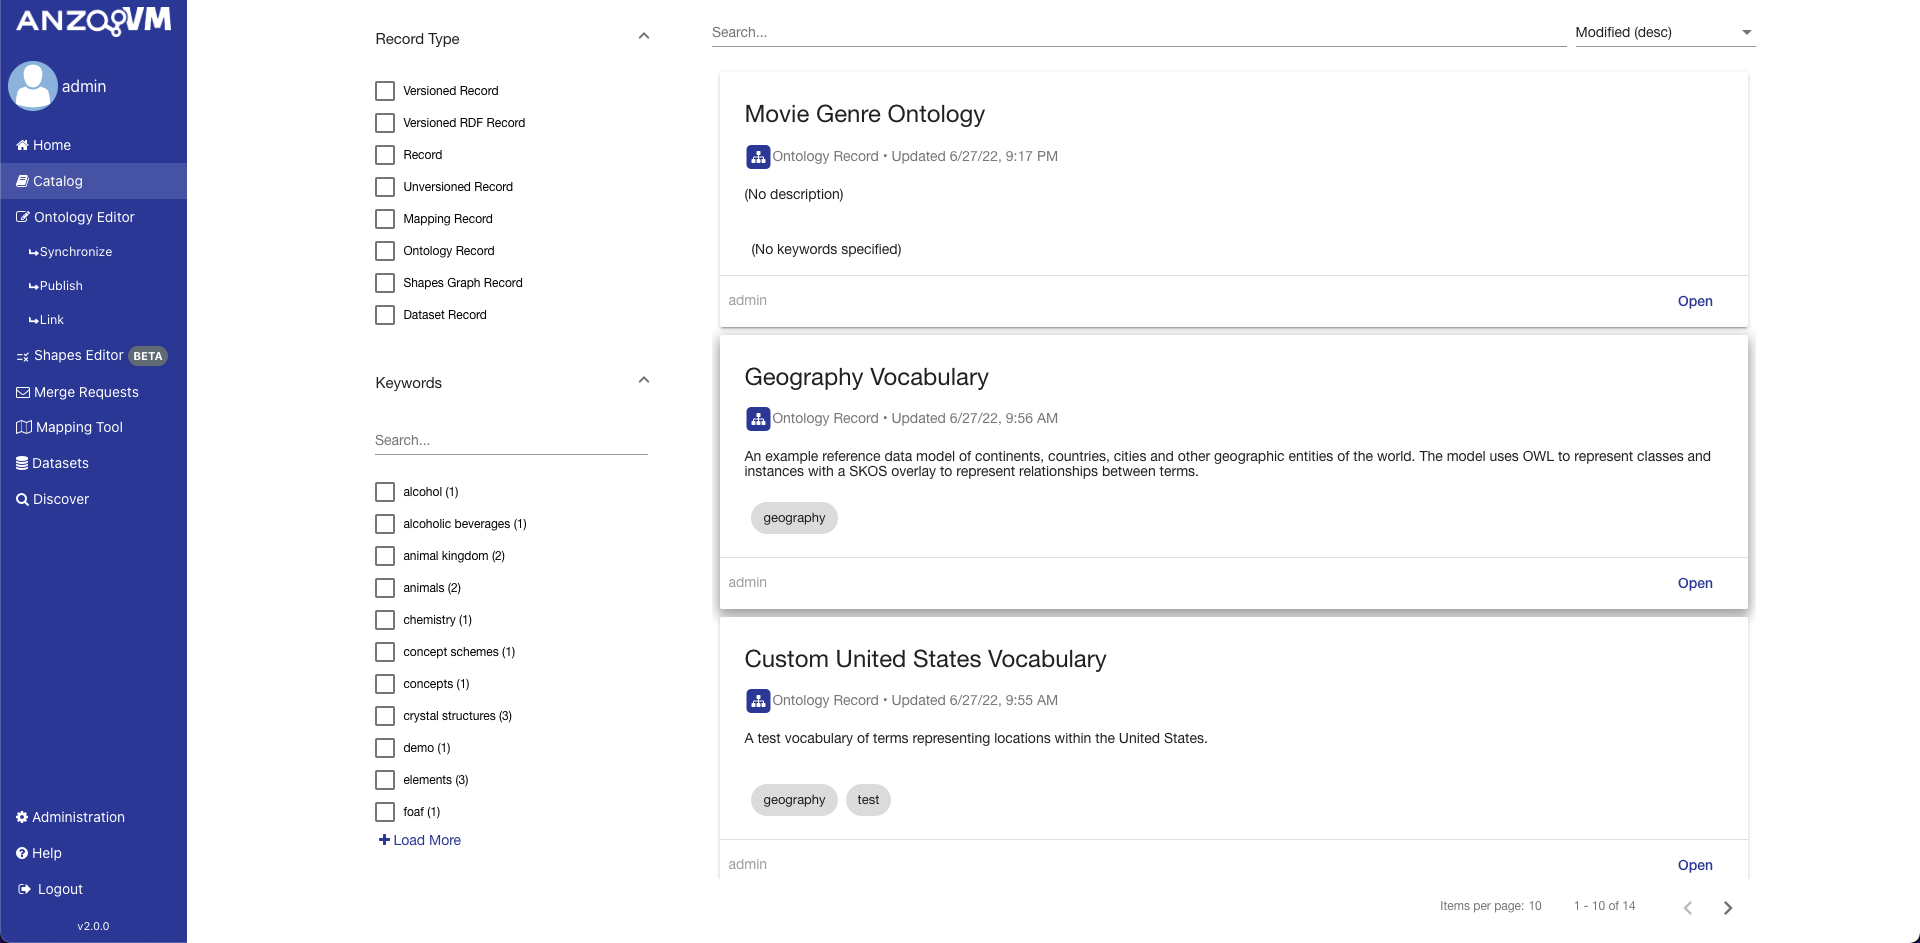 ANZOVM
admin
Home
Catalog
Ontology Editor
Synchronize
Publish
Link
Shapes Editor BETA
Merge Requests
Mapping Tool
Datasets
Discover
Administration
Help
Logout
v2.0.0
Record Type
Versioned Record
Versioned RDF Record
Record
Unversioned Record
Mapping Record
Ontology Record
Shapes Graph Record
Dataset Record
Keywords
Search...
alcohol (1)
alcoholic beverages (1)
animal kingdom (2)
animals (2)
chemistry (1)
concept schemes (1)
concepts (1)
crystal structures (3)
demo (1)
elements (3)
foaf (1)
+ Load More
Search...
Modified (desc)
Movie Genre Ontology
Ontology Record • Updated 6/27/22, 9:17 PM
(No description)
(No keywords specified)
admin
Open
Geography Vocabulary
Ontology Record • Updated 6/27/22, 9:56 AM
An example reference data model of continents, countries, cities and other geographic entities of the world. The model uses OWL to represent classes and
instances with a SKOS overlay to represent relationships between terms.
geography
admin
Open
Custom United States Vocabulary
Ontology Record • Updated 6/27/22, 9:55 AM
A test vocabulary of terms representing locations within the United States.
geography test
admin
Open
Items per page: 10 1 - 10 of 14